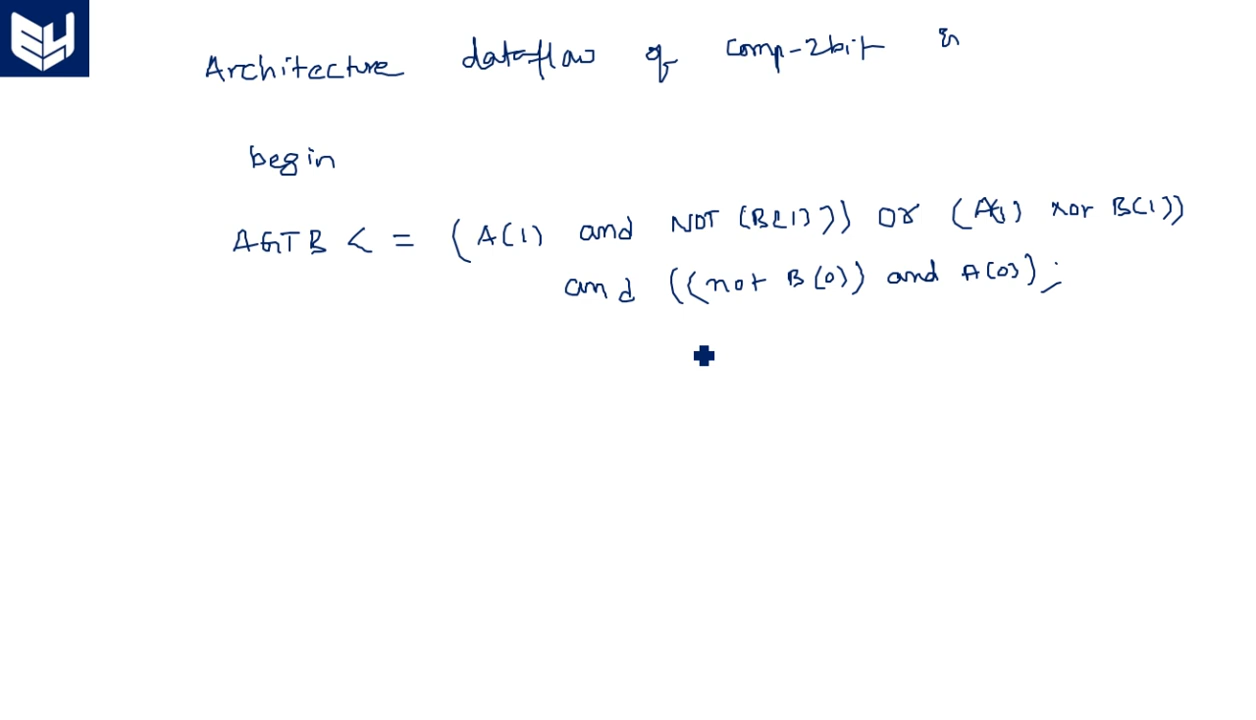 Architecture dataflow of comp-2bit is
begin
AGTB <= (A(1) and NOT (B(1))) or (A(1) xor B(1))
and ((not B(0)) and A(0));